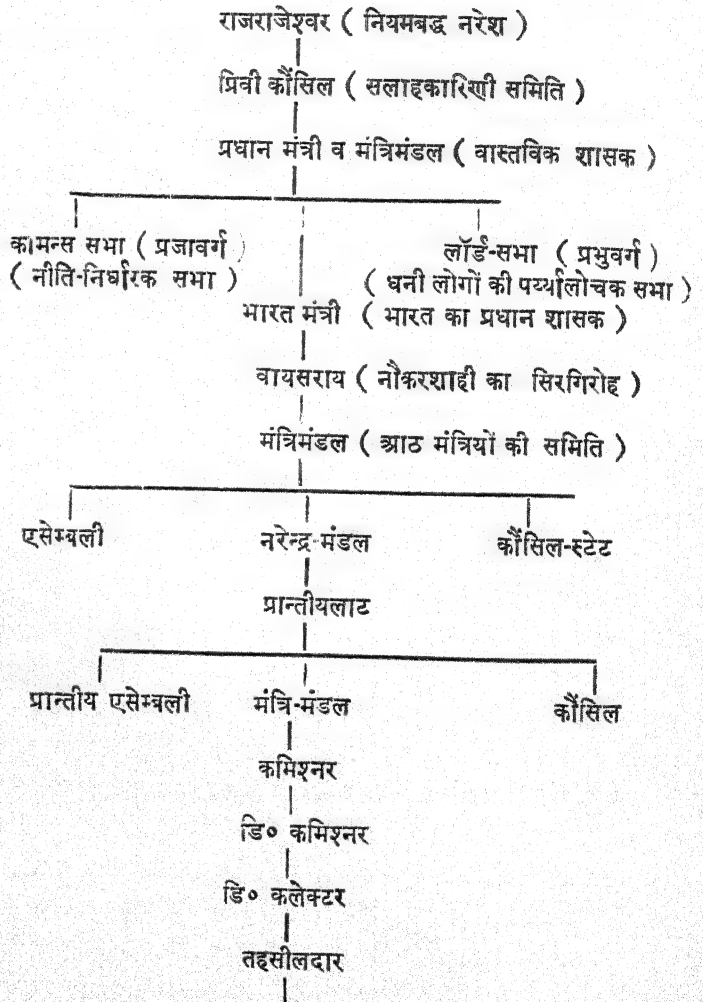 राजराजेश्वर ( नियमबद्ध नरेश )
प्रिवी कौंसिल ( सलाहकारिणी समिति )
प्रधान मंत्री व मंत्रिमंडल ( वास्तविक शासक )
कामन्स सभा ( प्रजावर्ग )
( नीति-निर्धारक सभा )
लॉर्ड-सभा ( प्रभुवर्ग )
( धनी लोगों की पर्य्यालोचक सभा )
भारत मंत्री ( भारत का प्रधान शासक )
वायसराय ( नौकरशाही का सिरगिरोह )
मंत्रिमंडल ( आठ मंत्रियों की समिति )
एसेम्बली नरेन्द्र-मंडल कौंसिल-स्टेट
प्रान्तीयलाट
प्रान्तीय एसेम्बली मंत्रि-मंडल कौंसिल
कमिश्नर
डि० कमिश्नर
डि० कलेक्टर
तहसीलदार